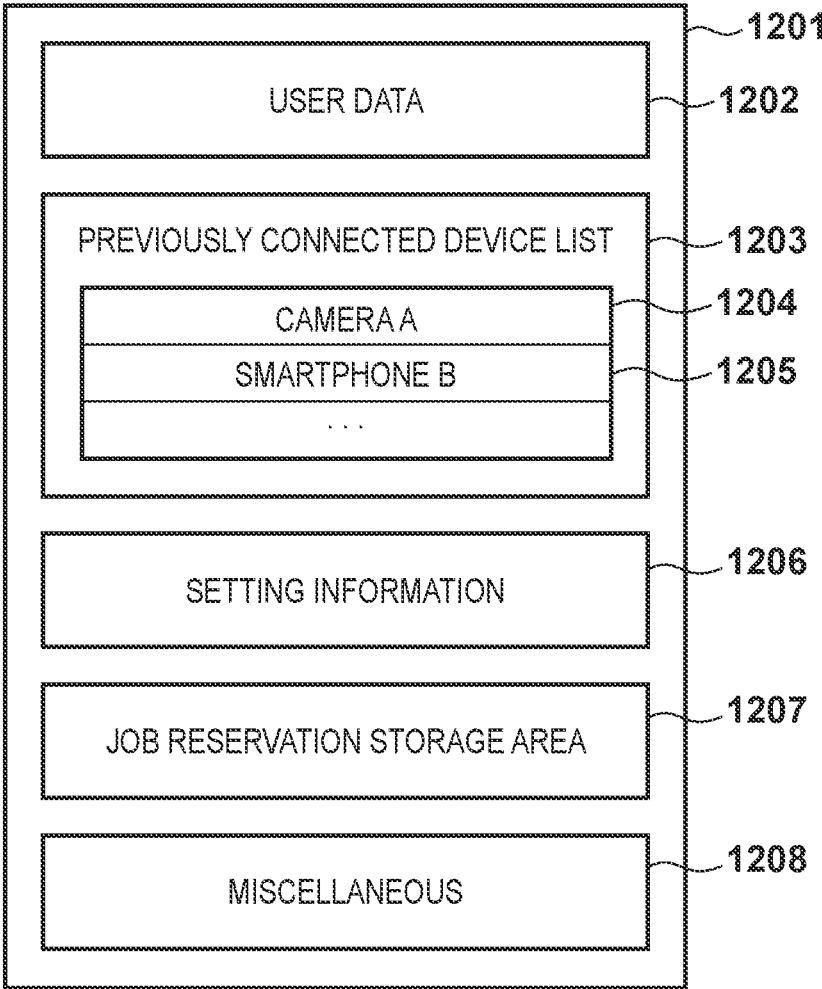 1201
USER DATA
1202
PREVIOUSLY CONNECTED DEVICE LIST
1203
CAMERA A
1204
SMARTPHONE B
1205
. . .
SETTING INFORMATION
1206
JOB RESERVATION STORAGE AREA
1207
MISCELLANEOUS
1208